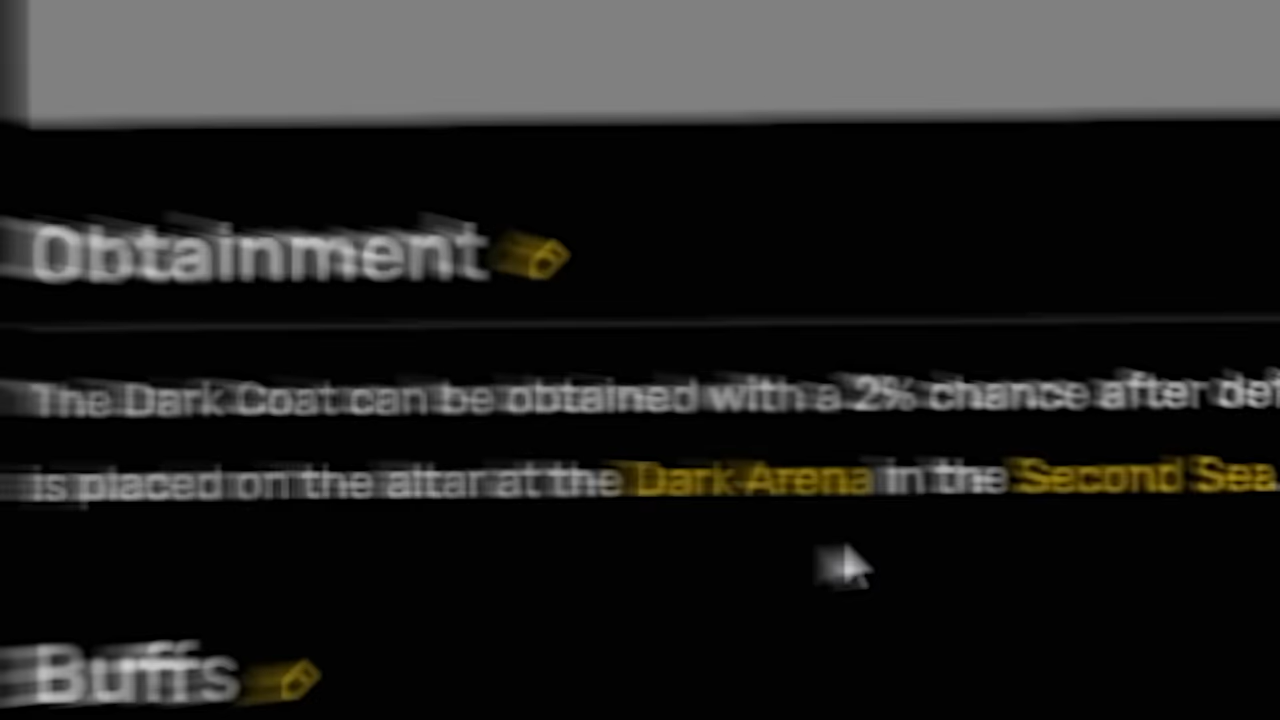 Obtainment
The Dark Coat can be obtained with a 2% chance after
is placed on the altar at the Dark Arena in the Second Sea.
Buffs